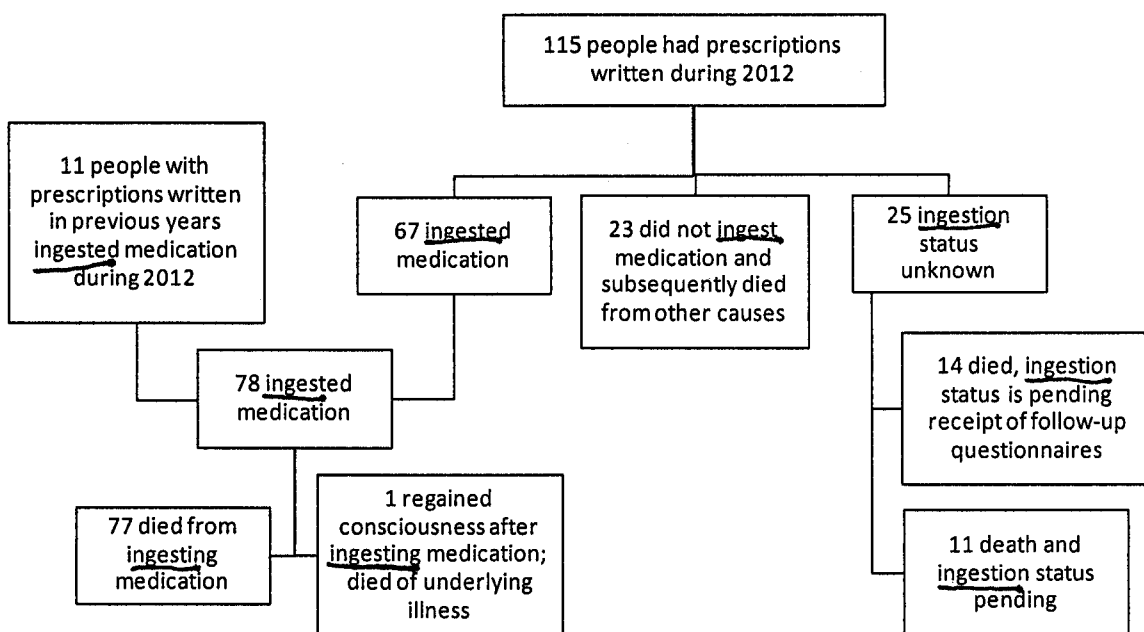 115 people had prescriptions
written during 2012
11 people with
prescriptions written
in previous years
ingested medication
during 2012
67 ingested
medication
23 did not ingest
medication and
subsequently died
from other causes
25 ingestion
status
unknown
78 ingested
medication
14 died, ingestion
status is pending
receipt of follow-up
questionnaires
77 died from
ingesting
medication
1 regained
consciousness after
ingesting medication;
died of underlying
illness
11 death and
ingestion status
pending